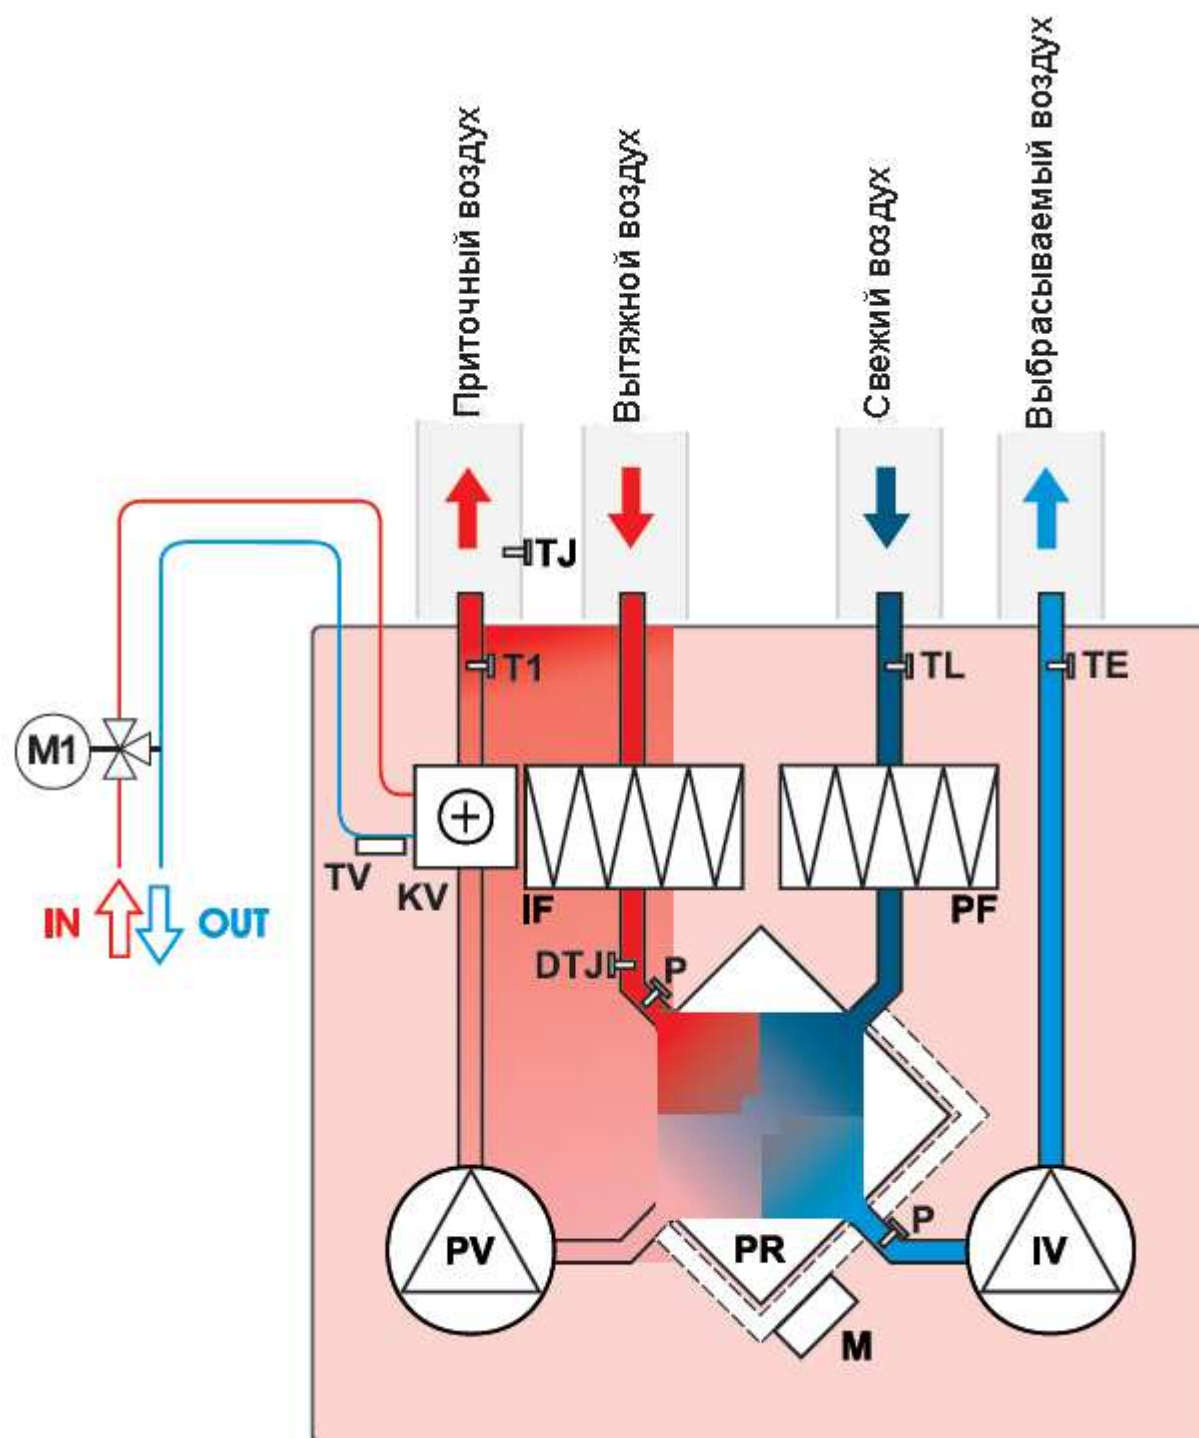 Приточный воздух
Вытяжной воздух
Свежий воздух
Выбрасываемый воздух
TJ
T1
TL
TE
M1
TV
KV
IF
PF
IN
OUT
DTJ
P
P
PV
PR
IV
M